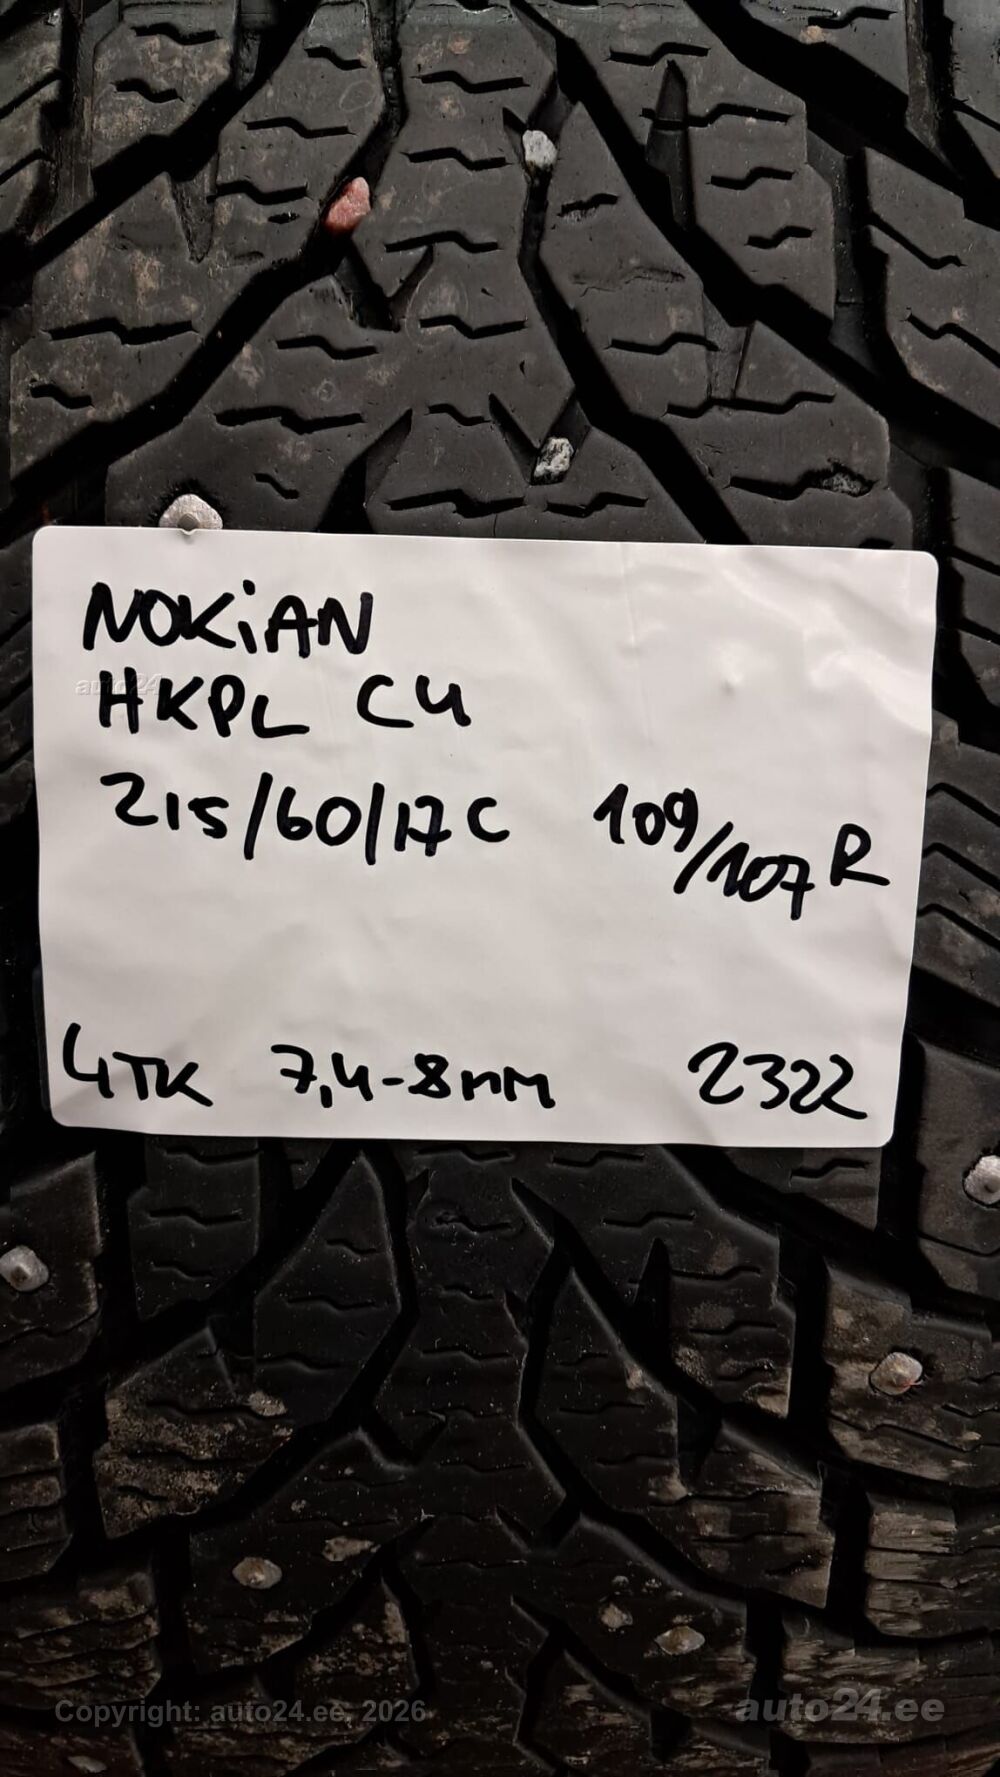 NOKiAN
auto24
HKPL C4
215/60/17C 109/107R
4TK 7,4-8mm 2322
Copyright: auto24.ee, 2026
auto24.ee